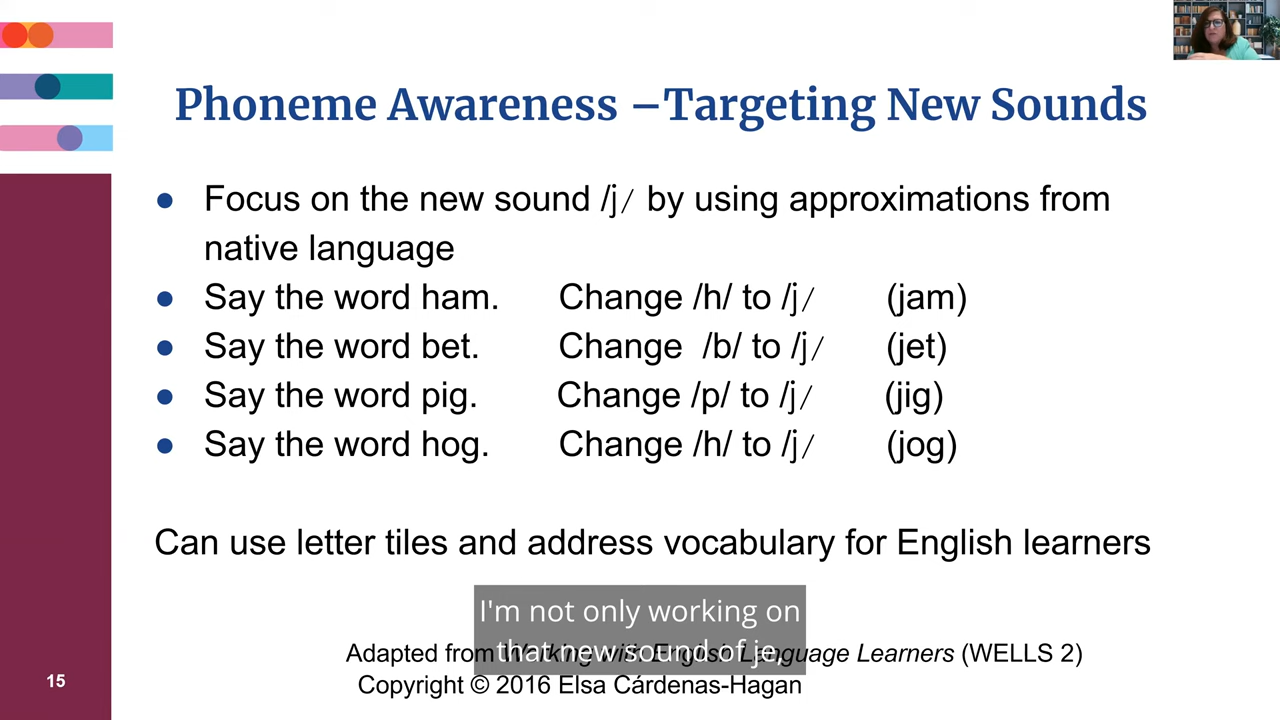 Phoneme Awareness –Targeting New Sounds
● Focus on the new sound /j/ by using approximations from
native language
● Say the word ham. Change /h/ to /j/ (jam)
● Say the word bet. Change /b/ to /j/ (jet)
● Say the word pig. Change /p/ to /j/ (jig)
● Say the word hog. Change /h/ to /j/ (jog)
Can use letter tiles and address vocabulary for English learners
I'm not only working on
that new sound of je,
Adapted from Working with English Language Learners (WELLS 2)
Copyright © 2016 Elsa Cárdenas-Hagan
15